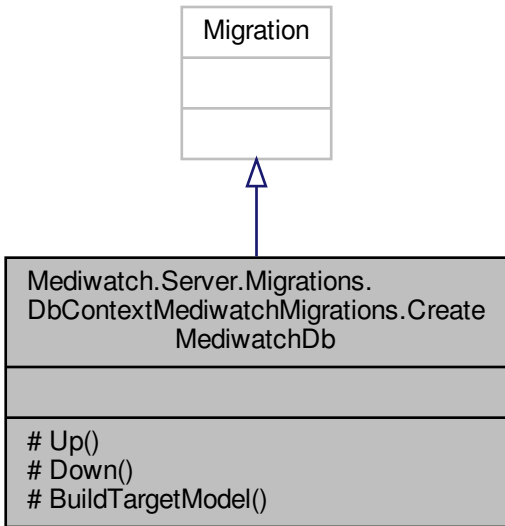 Migration
Mediwatch.Server.Migrations.
DbContextMediwatchMigrations.Create
MediwatchDb
# Up()
# Down()
# BuildTargetModel()